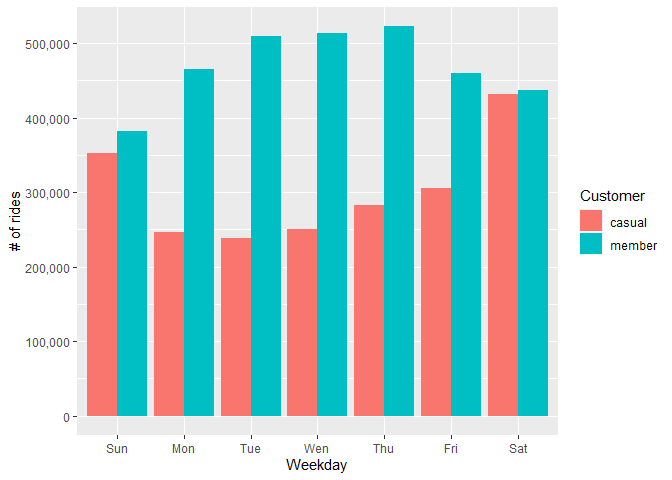 500,000
400,000
300,000
200,000
100,000
0
# of rides
Sun Mon Tue Wen Thu Fri Sat
Weekday
Customer
casual
member